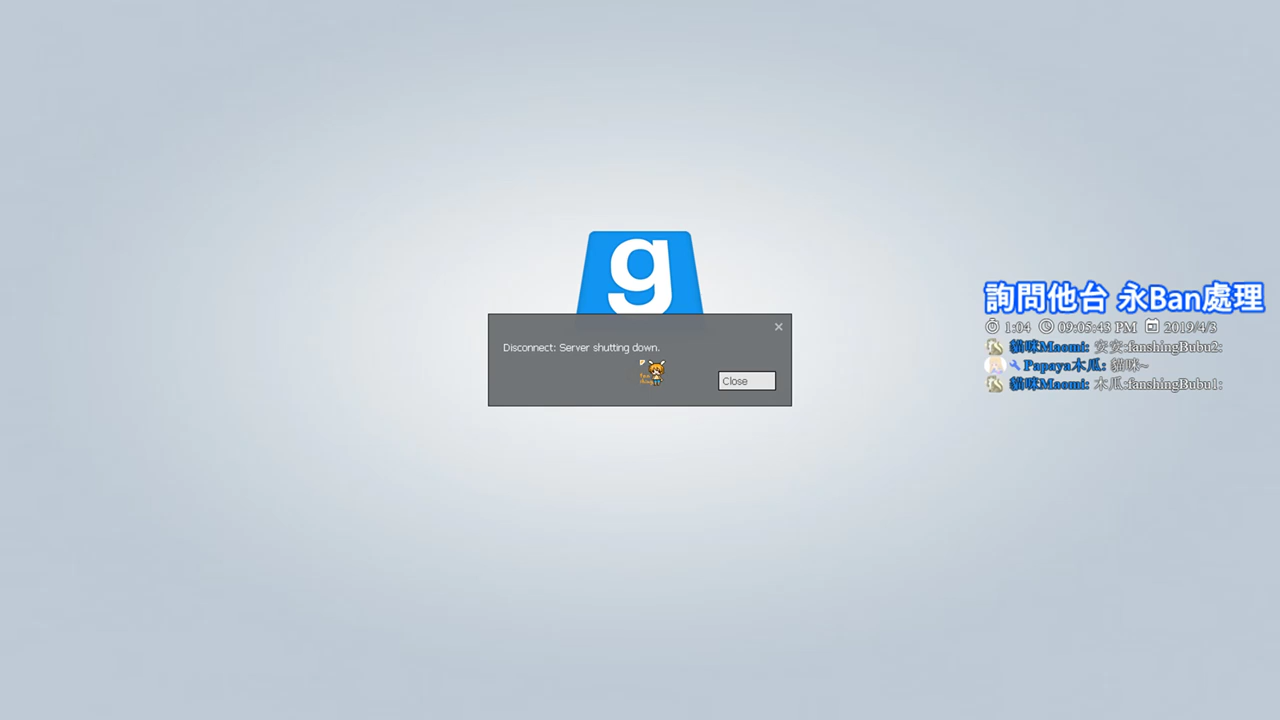 g
Disconnect: Server shutting down.
Close
詢問他台 永Ban處理
1:04 09:05:43 PM 2019/4/3
貓咪Maomi: 安安:fanshingBubu2:
Papaya木瓜: 貓咪~
貓咪Maomi: 木瓜:fanshingBubu1: